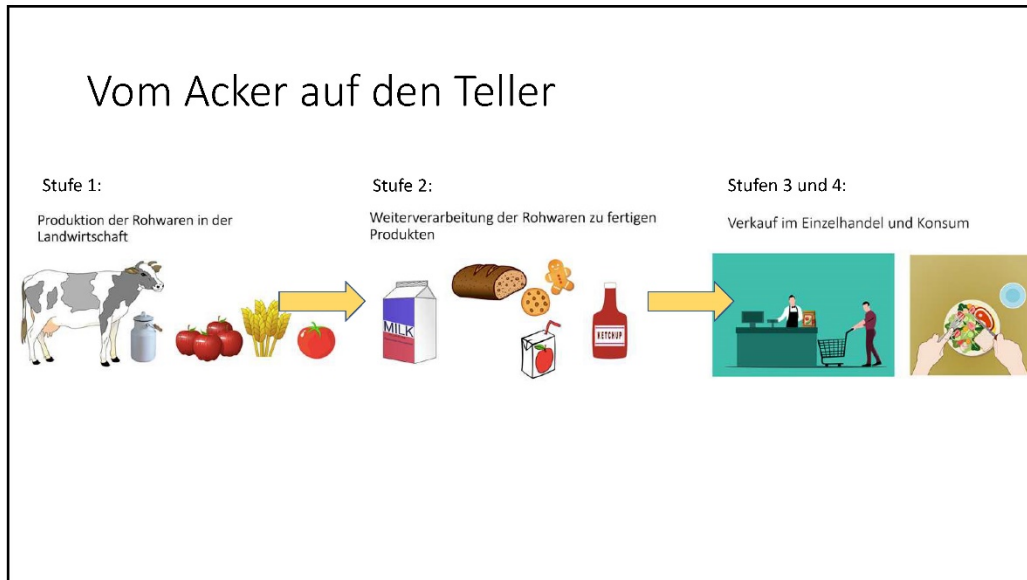 Vom Acker auf den Teller
Stufe 1:
Produktion der Rohwaren in der
Landwirtschaft
Stufe 2:
Weiterverarbeitung der Rohwaren zu fertigen
Produkten
MILK
KETCHUP
Stufen 3 und 4:
Verkauf im Einzelhandel und Konsum